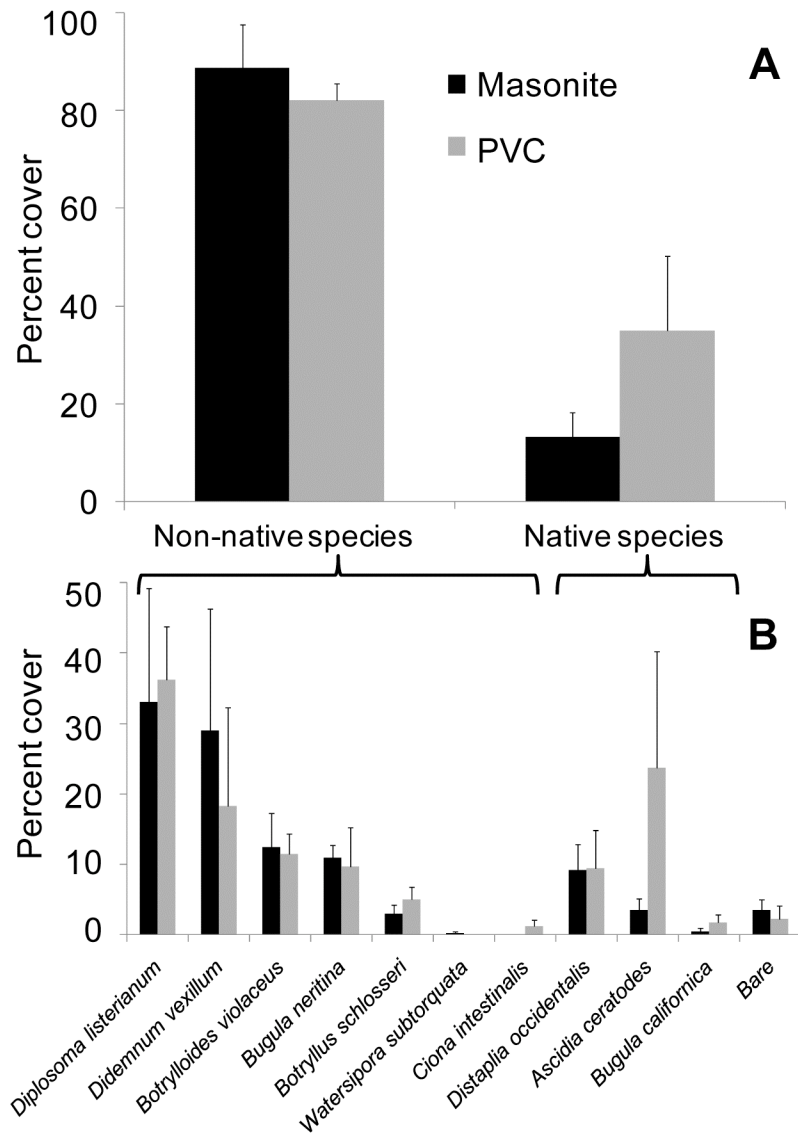 100
80
60
40
20
0
Percent cover
A
Masonite
PVC
Non-native species
Native species
50
40
30
20
10
0
Percent cover
B
Diplosoma listerianum
Didemnum vexillum
Botrylloides violaceus
Bugula neritina
Botryllus schlosseri
Watersipora subtorquata
Ciona intestinalis
Distaplia occidentalis
Ascidia ceratodes
Bugula californica
Bare